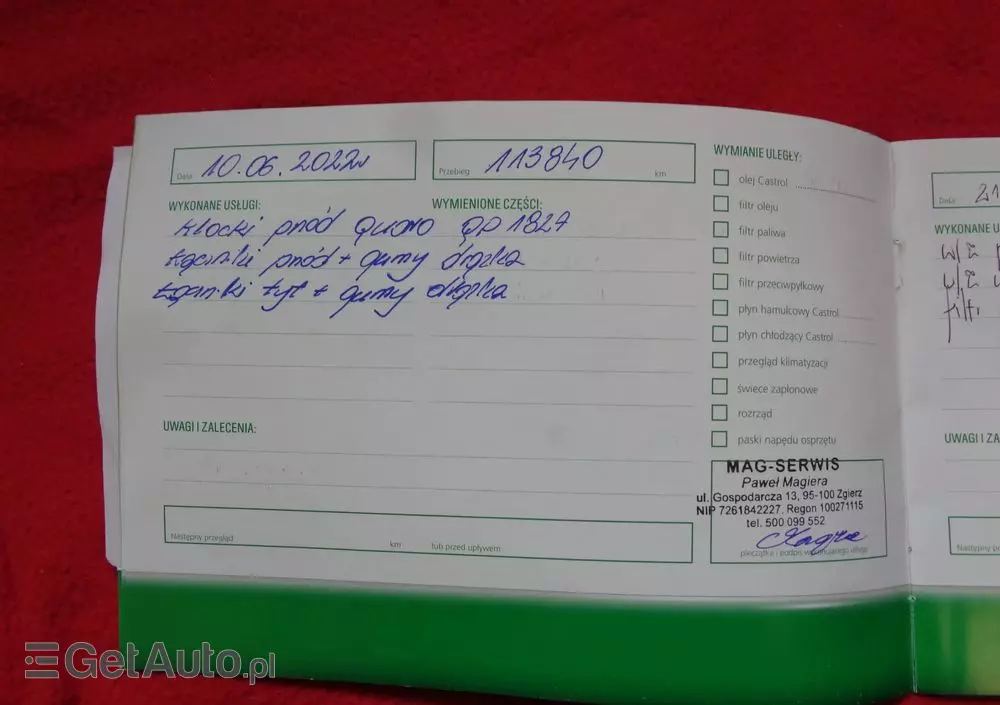 Data 10.06.2022r
Przebieg 113840 km
WYKONANE USŁUGI:
WYMIENIONE CZĘŚCI:
klocki przód Quaro QP 1827
Łączniki przód + gumy drążka
Łączniki tył + gumy drążka
UWAGI I ZALECENIA:
Następny przegląd km lub przed upływem
WYMIANIE ULEGŁY:
olej Castrol
filtr oleju
filtr paliwa
filtr powietrza
filtr przeciwpyłkowy
płyn hamulcowy Castrol
płyn chłodzący Castrol
przegląd klimatyzacji
świece zapłonowe
rozrząd
paski napędu osprzętu
MAG-SERWIS
Paweł Magiera
ul. Gospodarcza 13, 95-100 Zgierz
NIP 7261842227. Regon 100271115
tel. 500 099 552
pieczątka i podpis wykonującego usługi
Data 21
WYKONANE U
UWAGI I ZA
Następny
GetAuto.pl